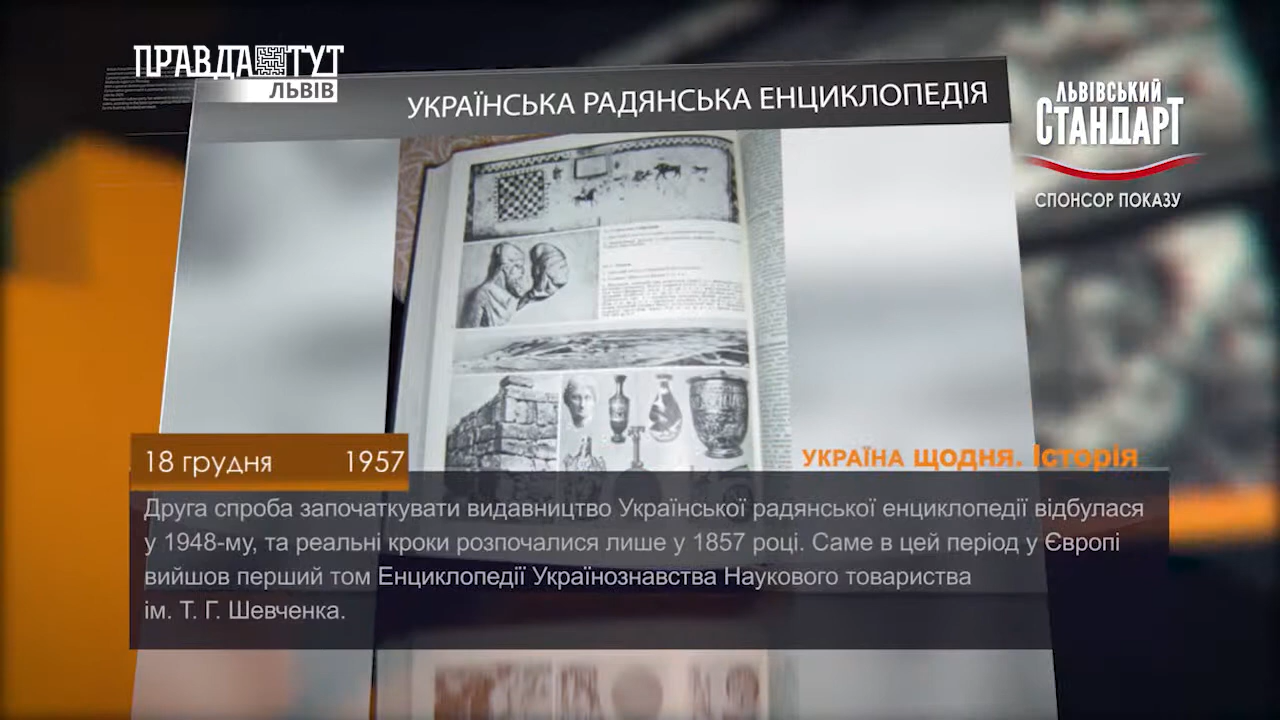 ПРАВДА ТУТ
ЛЬВІВ
УКРАЇНСЬКА РАДЯНСЬКА ЕНЦИКЛОПЕДІЯ
ЛЬВІВСЬКИЙ
СТАНДАРТ
СПОНСОР ПОКАЗУ
18 грудня 1957
УКРАЇНА щодня. Історія
Друга спроба започаткувати видавництво Української радянської енциклопедії відбулася
у 1948-му, та реальні кроки розпочалися лише у 1857 році. Саме в цей період у Європі
вийшов перший том Енциклопедії Українознавства Наукового товариства
ім. Т. Г. Шевченка.